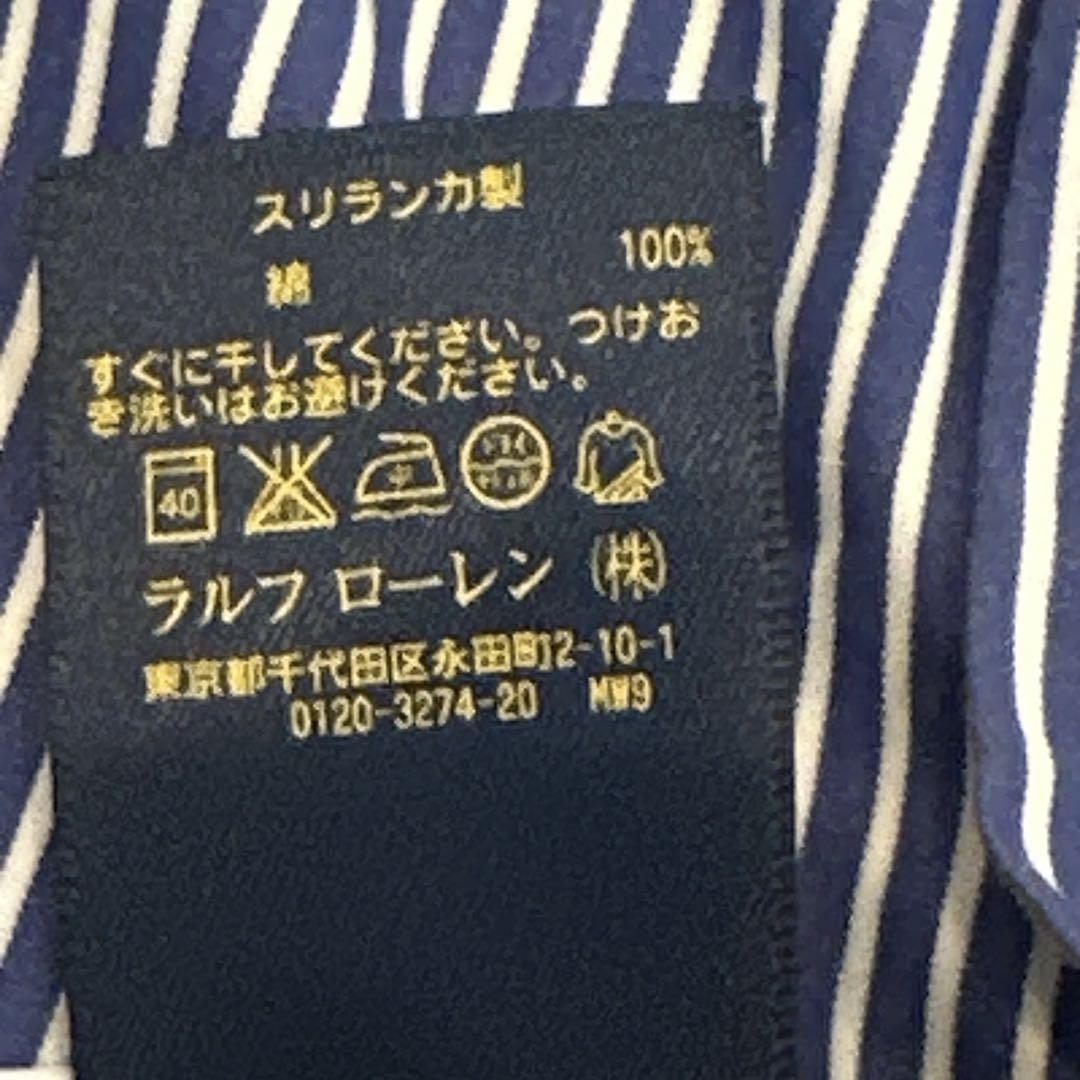 スリランカ製
綿 100%
すぐに干してください。つけお
き洗いはお避けください。
40
ラルフ ローレン ㈱
東京都千代田区永田町2-10-1
0120-3274-20 MW9